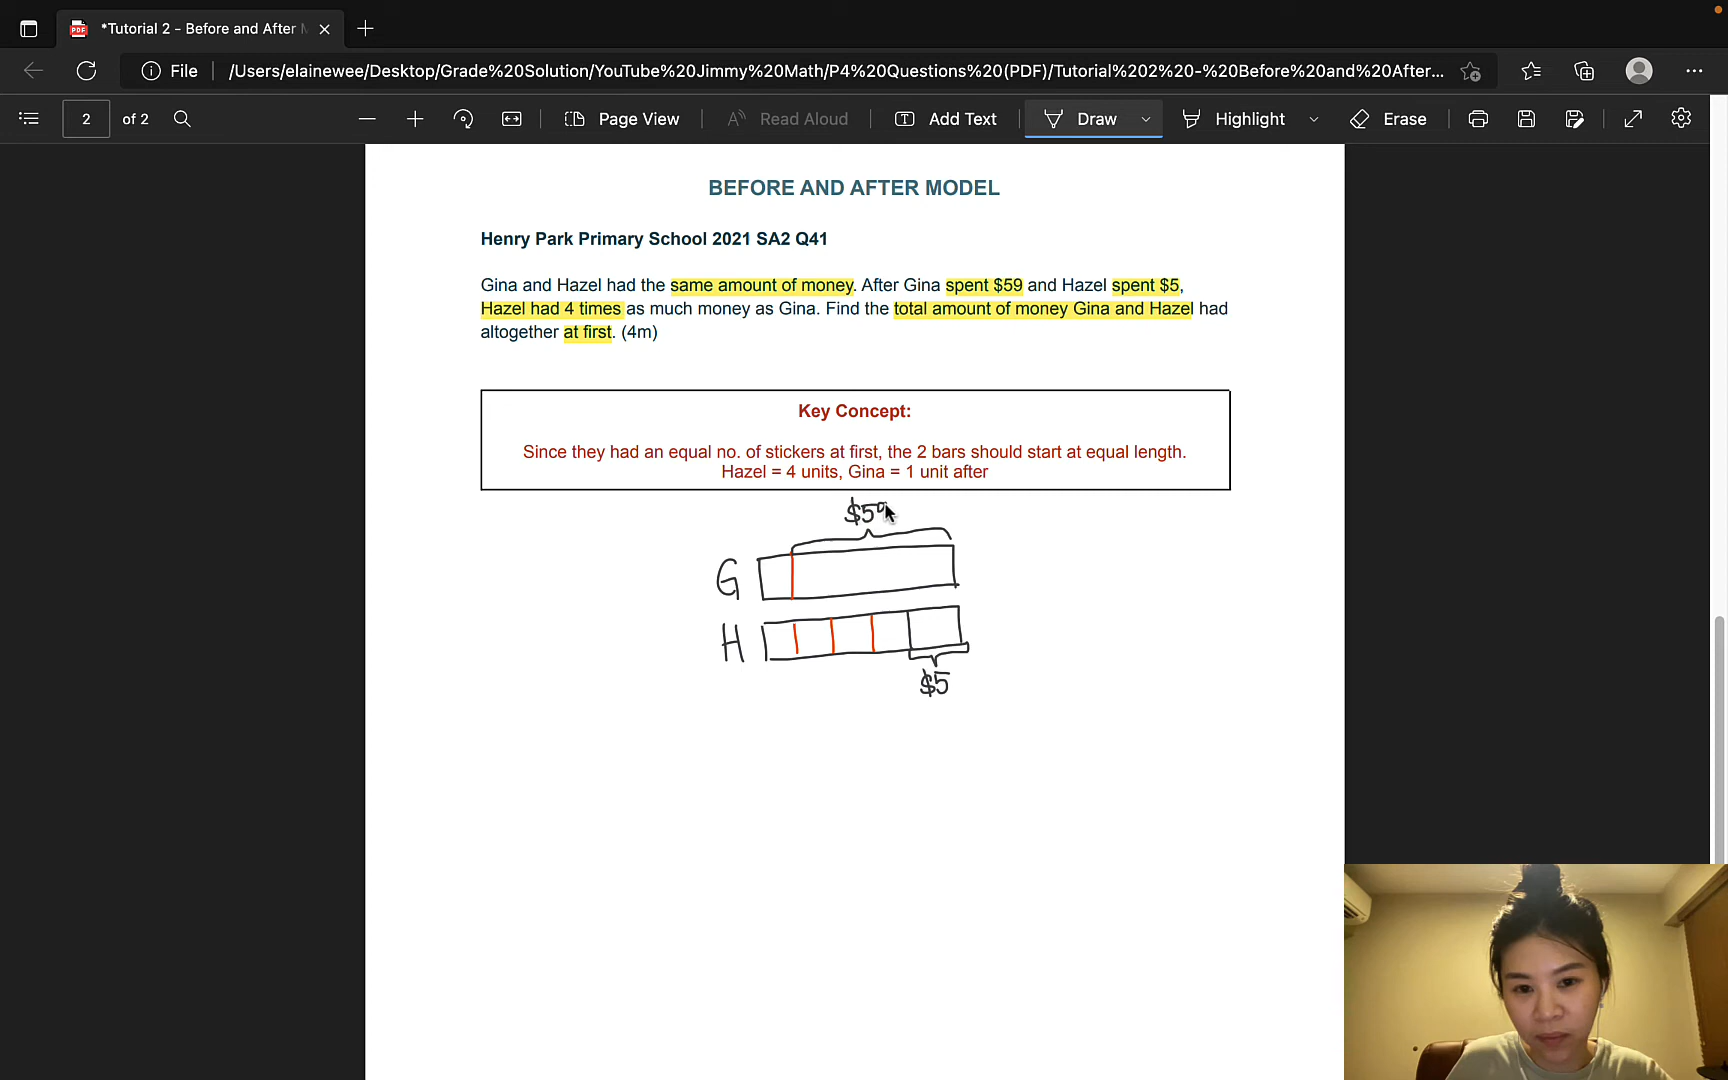 *Tutorial 2 - Before and After M
File
/Users/elainewee/Desktop/Grade%20Solution/YouTube%20Jimmy%20Math/P4%20Questions%20(PDF)/Tutorial%202%20-%20Before%20and%20After...
2 of 2
Page View
Read Aloud
Add Text
Draw
Highlight
Erase
BEFORE AND AFTER MODEL
Henry Park Primary School 2021 SA2 Q41
Gina and Hazel had the same amount of money. After Gina spent $59 and Hazel spent $5,
Hazel had 4 times as much money as Gina. Find the total amount of money Gina and Hazel had
altogether at first. (4m)
Key Concept:
Since they had an equal no. of stickers at first, the 2 bars should start at equal length.
Hazel = 4 units, Gina = 1 unit after
$59
G
H
$5